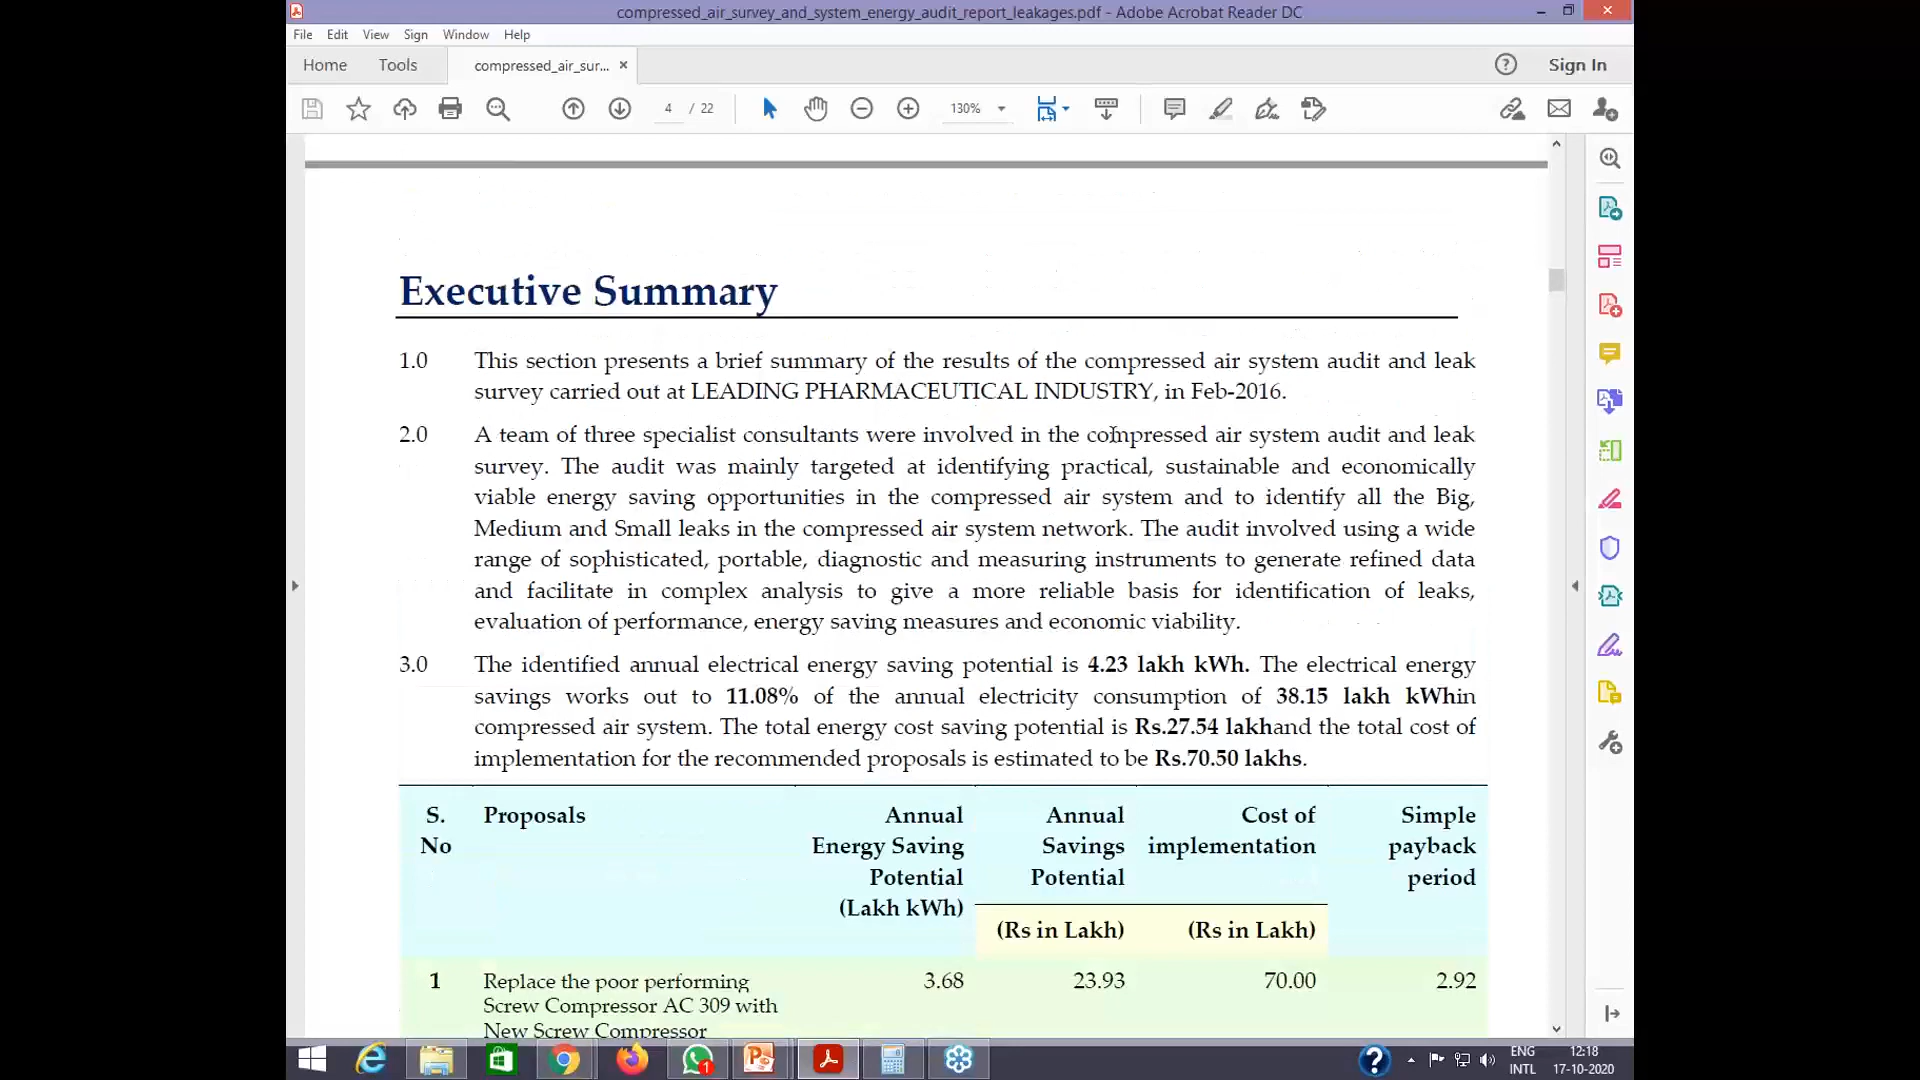 compressed_air_survey_and_system_energy_audit_report_leakages.pdf - Adobe Acrobat Reader DC
File Edit View Sign Window Help
Home Tools compressed_air_sur... × Sign In
4 / 22 130%
Executive Summary
1.0 This section presents a brief summary of the results of the compressed air system audit and leak
survey carried out at LEADING PHARMACEUTICAL INDUSTRY, in Feb-2016.
2.0 A team of three specialist consultants were involved in the compressed air system audit and leak
survey. The audit was mainly targeted at identifying practical, sustainable and economically
viable energy saving opportunities in the compressed air system and to identify all the Big,
Medium and Small leaks in the compressed air system network. The audit involved using a wide
range of sophisticated, portable, diagnostic and measuring instruments to generate refined data
and facilitate in complex analysis to give a more reliable basis for identification of leaks,
evaluation of performance, energy saving measures and economic viability.
3.0 The identified annual electrical energy saving potential is 4.23 lakh kWh. The electrical energy
savings works out to 11.08% of the annual electricity consumption of 38.15 lakh kWhin
compressed air system. The total energy cost saving potential is Rs.27.54 lakhand the total cost of
implementation for the recommended proposals is estimated to be Rs.70.50 lakhs.
S. Proposals Annual Annual Cost of Simple
No Energy Saving Savings implementation payback
Potential Potential period
(Lakh kWh)
(Rs in Lakh) (Rs in Lakh)
1 Replace the poor performing 3.68 23.93 70.00 2.92
Screw Compressor AC 309 with
New Screw Compressor
ENG 12:18
INTL 17-10-2020